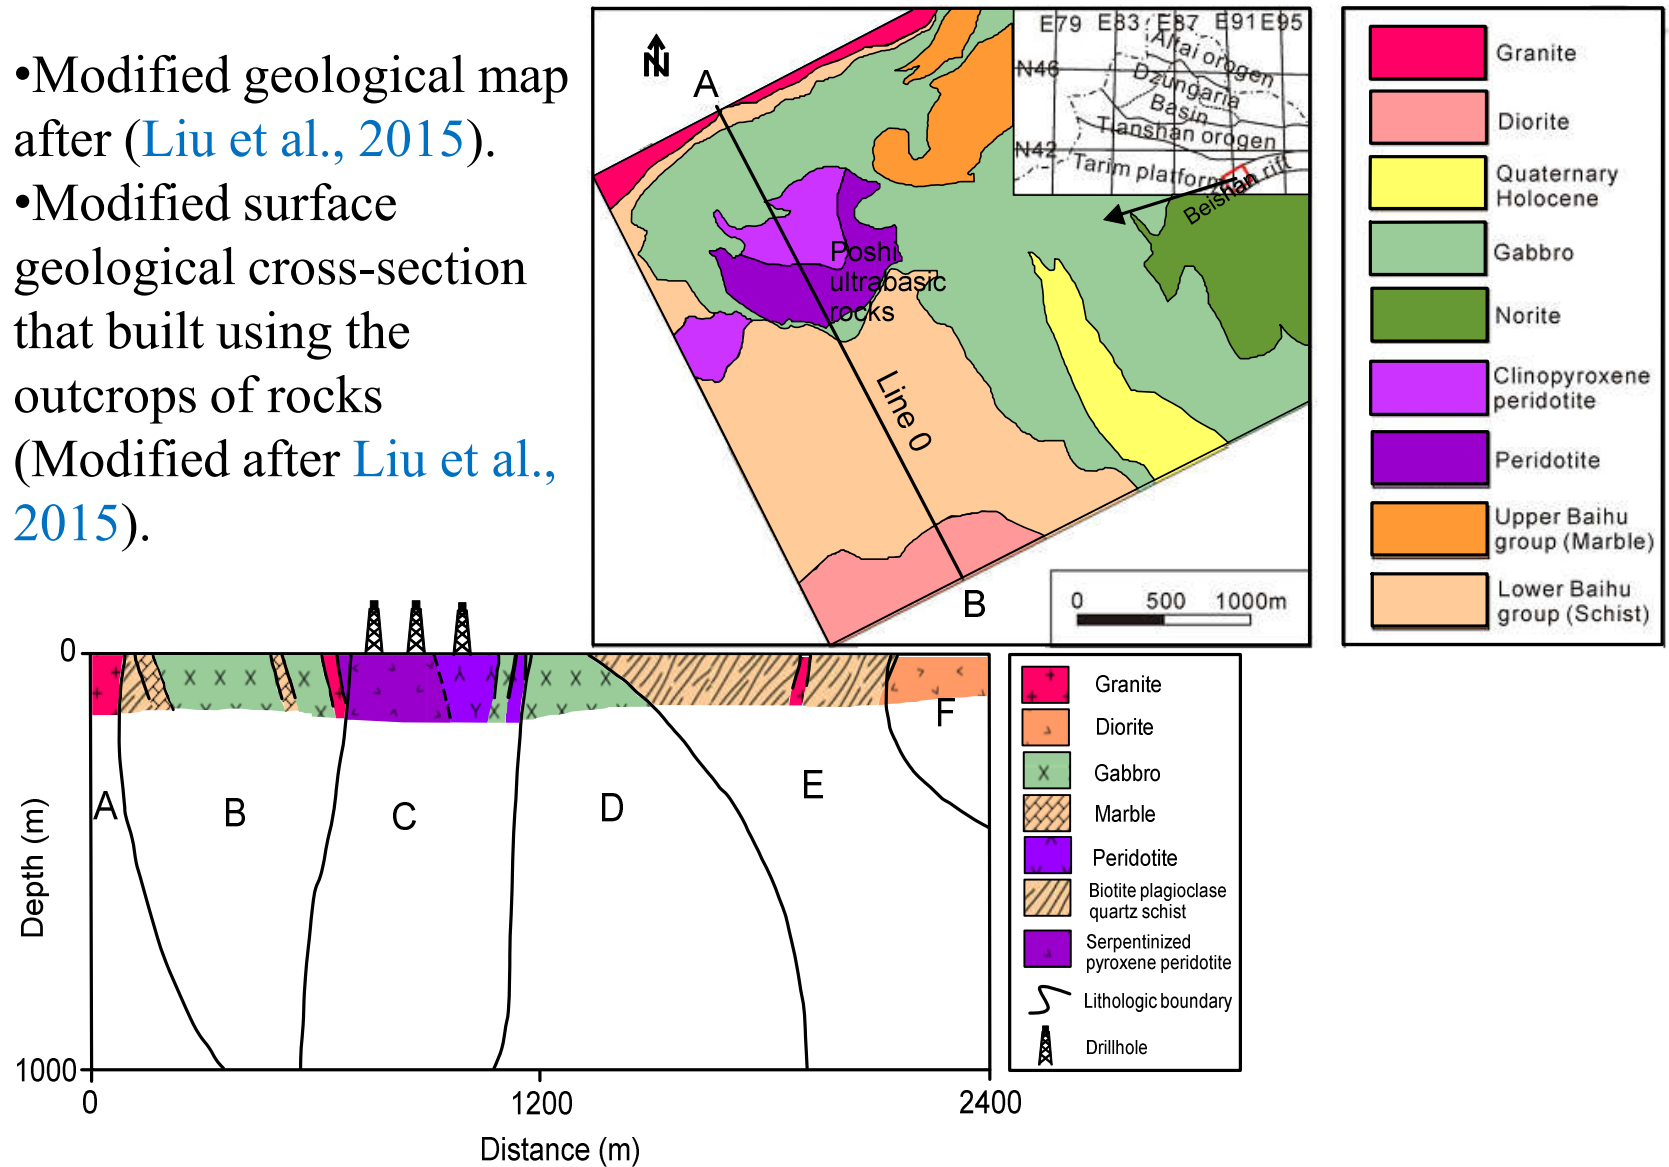 •Modified geological map
after (Liu et al., 2015).
•Modified surface
geological cross-section
that built using the
outcrops of rocks
(Modified after Liu et al.,
2015).
N
A
E79 E83 E87 E91 E95
N46
N42
Altai orogen
Dzungaria
Basin
Tianshan orogen
Tarim platform
Beishan rift
Poshi
ultrabasic
rocks
Line 0
B
0 500 1000m
Granite
Diorite
Quaternary
Holocene
Gabbro
Norite
Clinopyroxene
peridotite
Peridotite
Upper Baihu
group (Marble)
Lower Baihu
group (Schist)
0
1000
Depth (m)
A
B
C
D
E
F
0
1200
2400
Distance (m)
Granite
Diorite
Gabbro
Marble
Peridotite
Biotite plagioclase
quartz schist
Serpentinized
pyroxene peridotite
Lithologic boundary
Drillhole